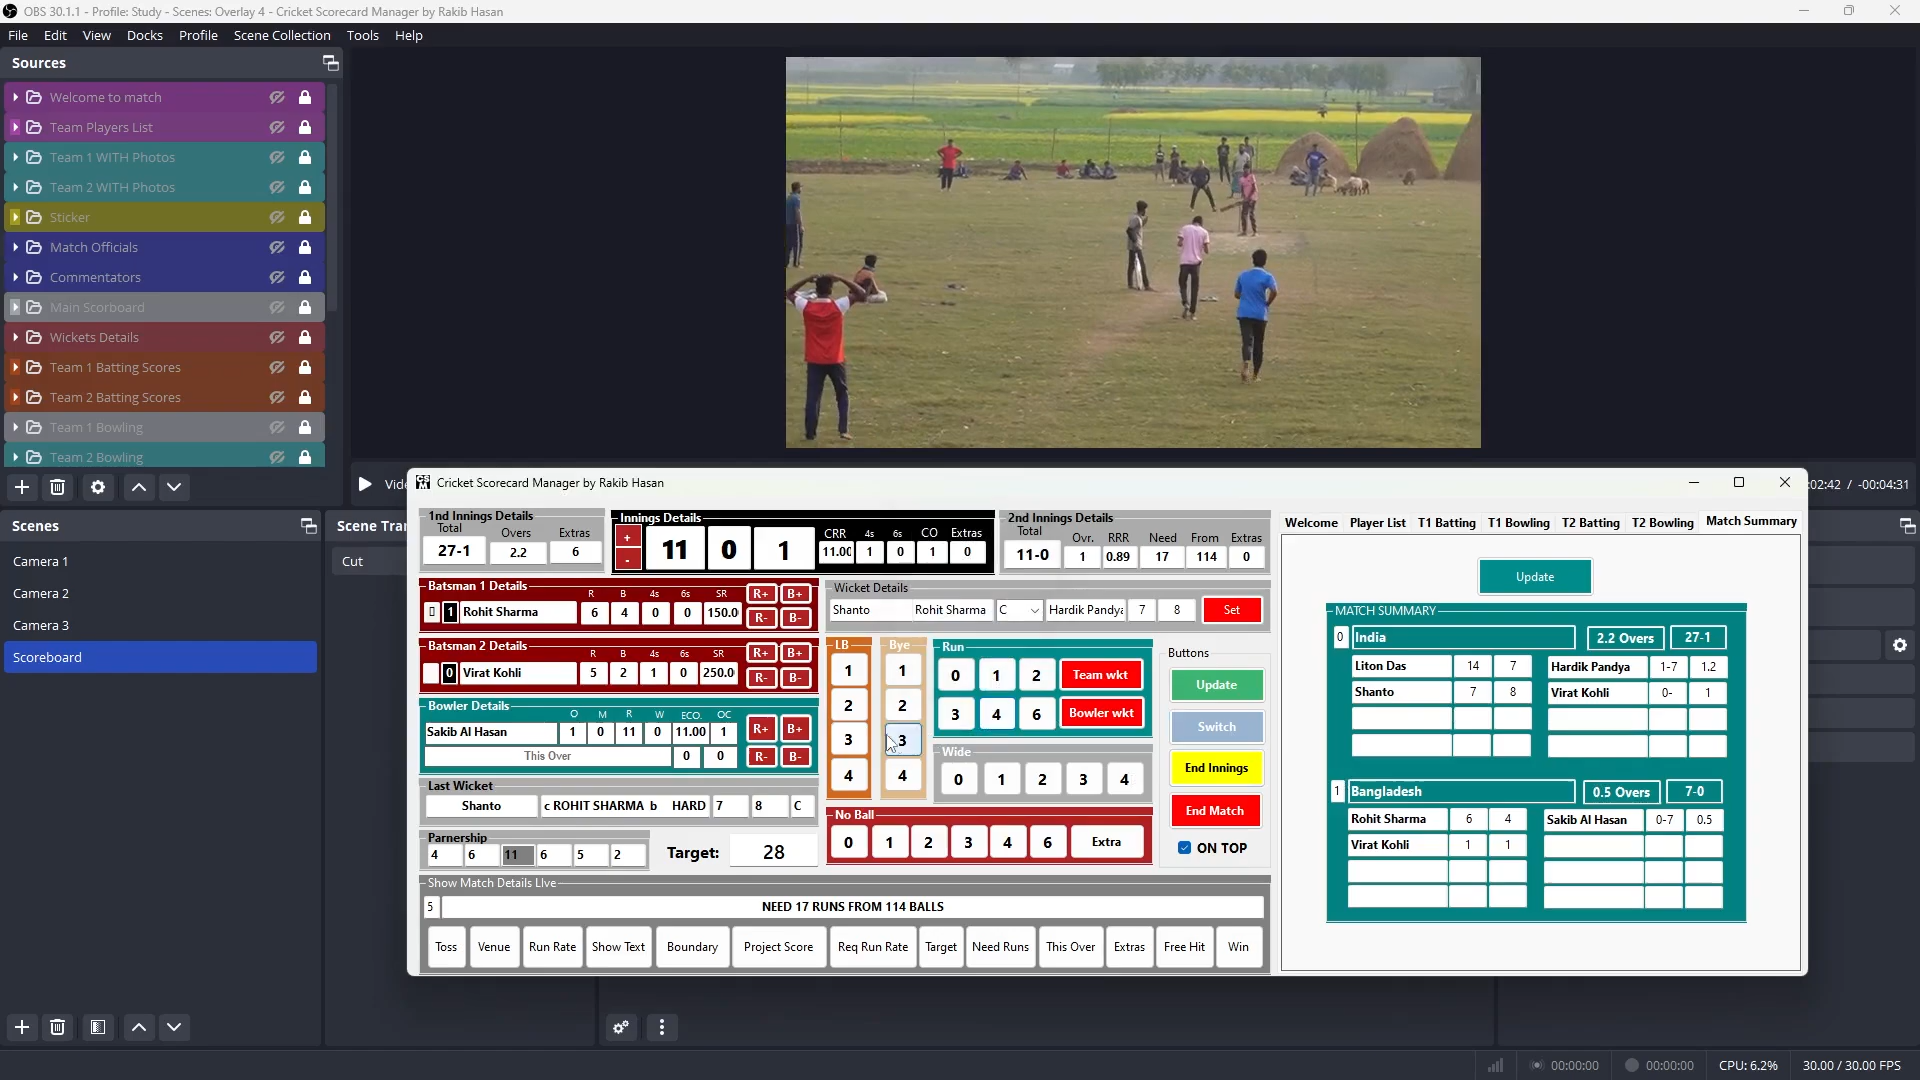 OBS 30.1.1 - Profile: Study - Scenes: Overlay 4 - Cricket Scorecard Manager by Rakib Hasan
File Edit View Docks Profile Scene Collection Tools Help
Sources
Welcome to match
Team Players List
Team 1 WITH Photos
Team 2 WITH Photos
Sticker
Match Officials
Commentators
Main Scorboard
Wickets Details
Team 1 Batting Scores
Team 2 Batting Scores
Team 1 Bowling
Team 2 Bowling
:02:42 / -00:04:31
Scenes
Camera 1
Camera 2
Camera 3
Scoreboard
Cut
Cricket Scorecard Manager by Rakib Hasan
1nd Innings Details
Total Overs Extras
27-1 2.2 6
Innings Details
CRR 4s 6s CO Extras
+ - 11 0 1 11.00 1 0 1 0
2nd Innings Details
Total Ovr. RRR Need From Extras
11-0 1 0.89 17 114 0
Batsman 1 Details R B 4s 6s SR
1 Rohit Sharma 6 4 0 0 150.0
R+ B+
R- B-
Batsman 2 Details R B 4s 6s SR
0 Virat Kohli 5 2 1 0 250.0
R+ B+
R- B-
Bowler Details O M R W ECO. OC
Sakib Al Hasan 1 0 11 0 11.00 1
This Over 0 0
R+ B+
R- B-
Last Wicket
Shanto c ROHIT SHARMA b HARD 7 8 C
Parnership
4 6 11 6 5 2
Target: 28
Wicket Details
Shanto Rohit Sharma C Hardik Pandya 7 8 Set
LB
1
2
3
4
Bye
1
2
3
4
Run
0 1 2 Team wkt
3 4 6 Bowler wkt
Wide
0 1 2 3 4
No Ball
0 1 2 3 4 6 Extra
Buttons
Update
Switch
End Innings
End Match
ON TOP
Show Match Details LIve
5 NEED 17 RUNS FROM 114 BALLS
Toss Venue Run Rate Show Text Boundary Project Score Req Run Rate Target Need Runs This Over Extras Free Hit Win
Welcome Player List T1 Batting T1 Bowling T2 Batting T2 Bowling Match Summary
Update
MATCH SUMMARY
0 India 2.2 Overs 27-1
Liton Das 14 7 Hardik Pandya 1-7 1.2
Shanto 7 8 Virat Kohli 0- 1
1 Bangladesh 0.5 Overs 7-0
Rohit Sharma 6 4 Sakib Al Hasan 0-7 0.5
Virat Kohli 1 1
00:00:00 00:00:00 CPU: 6.2% 30.00 / 30.00 FPS